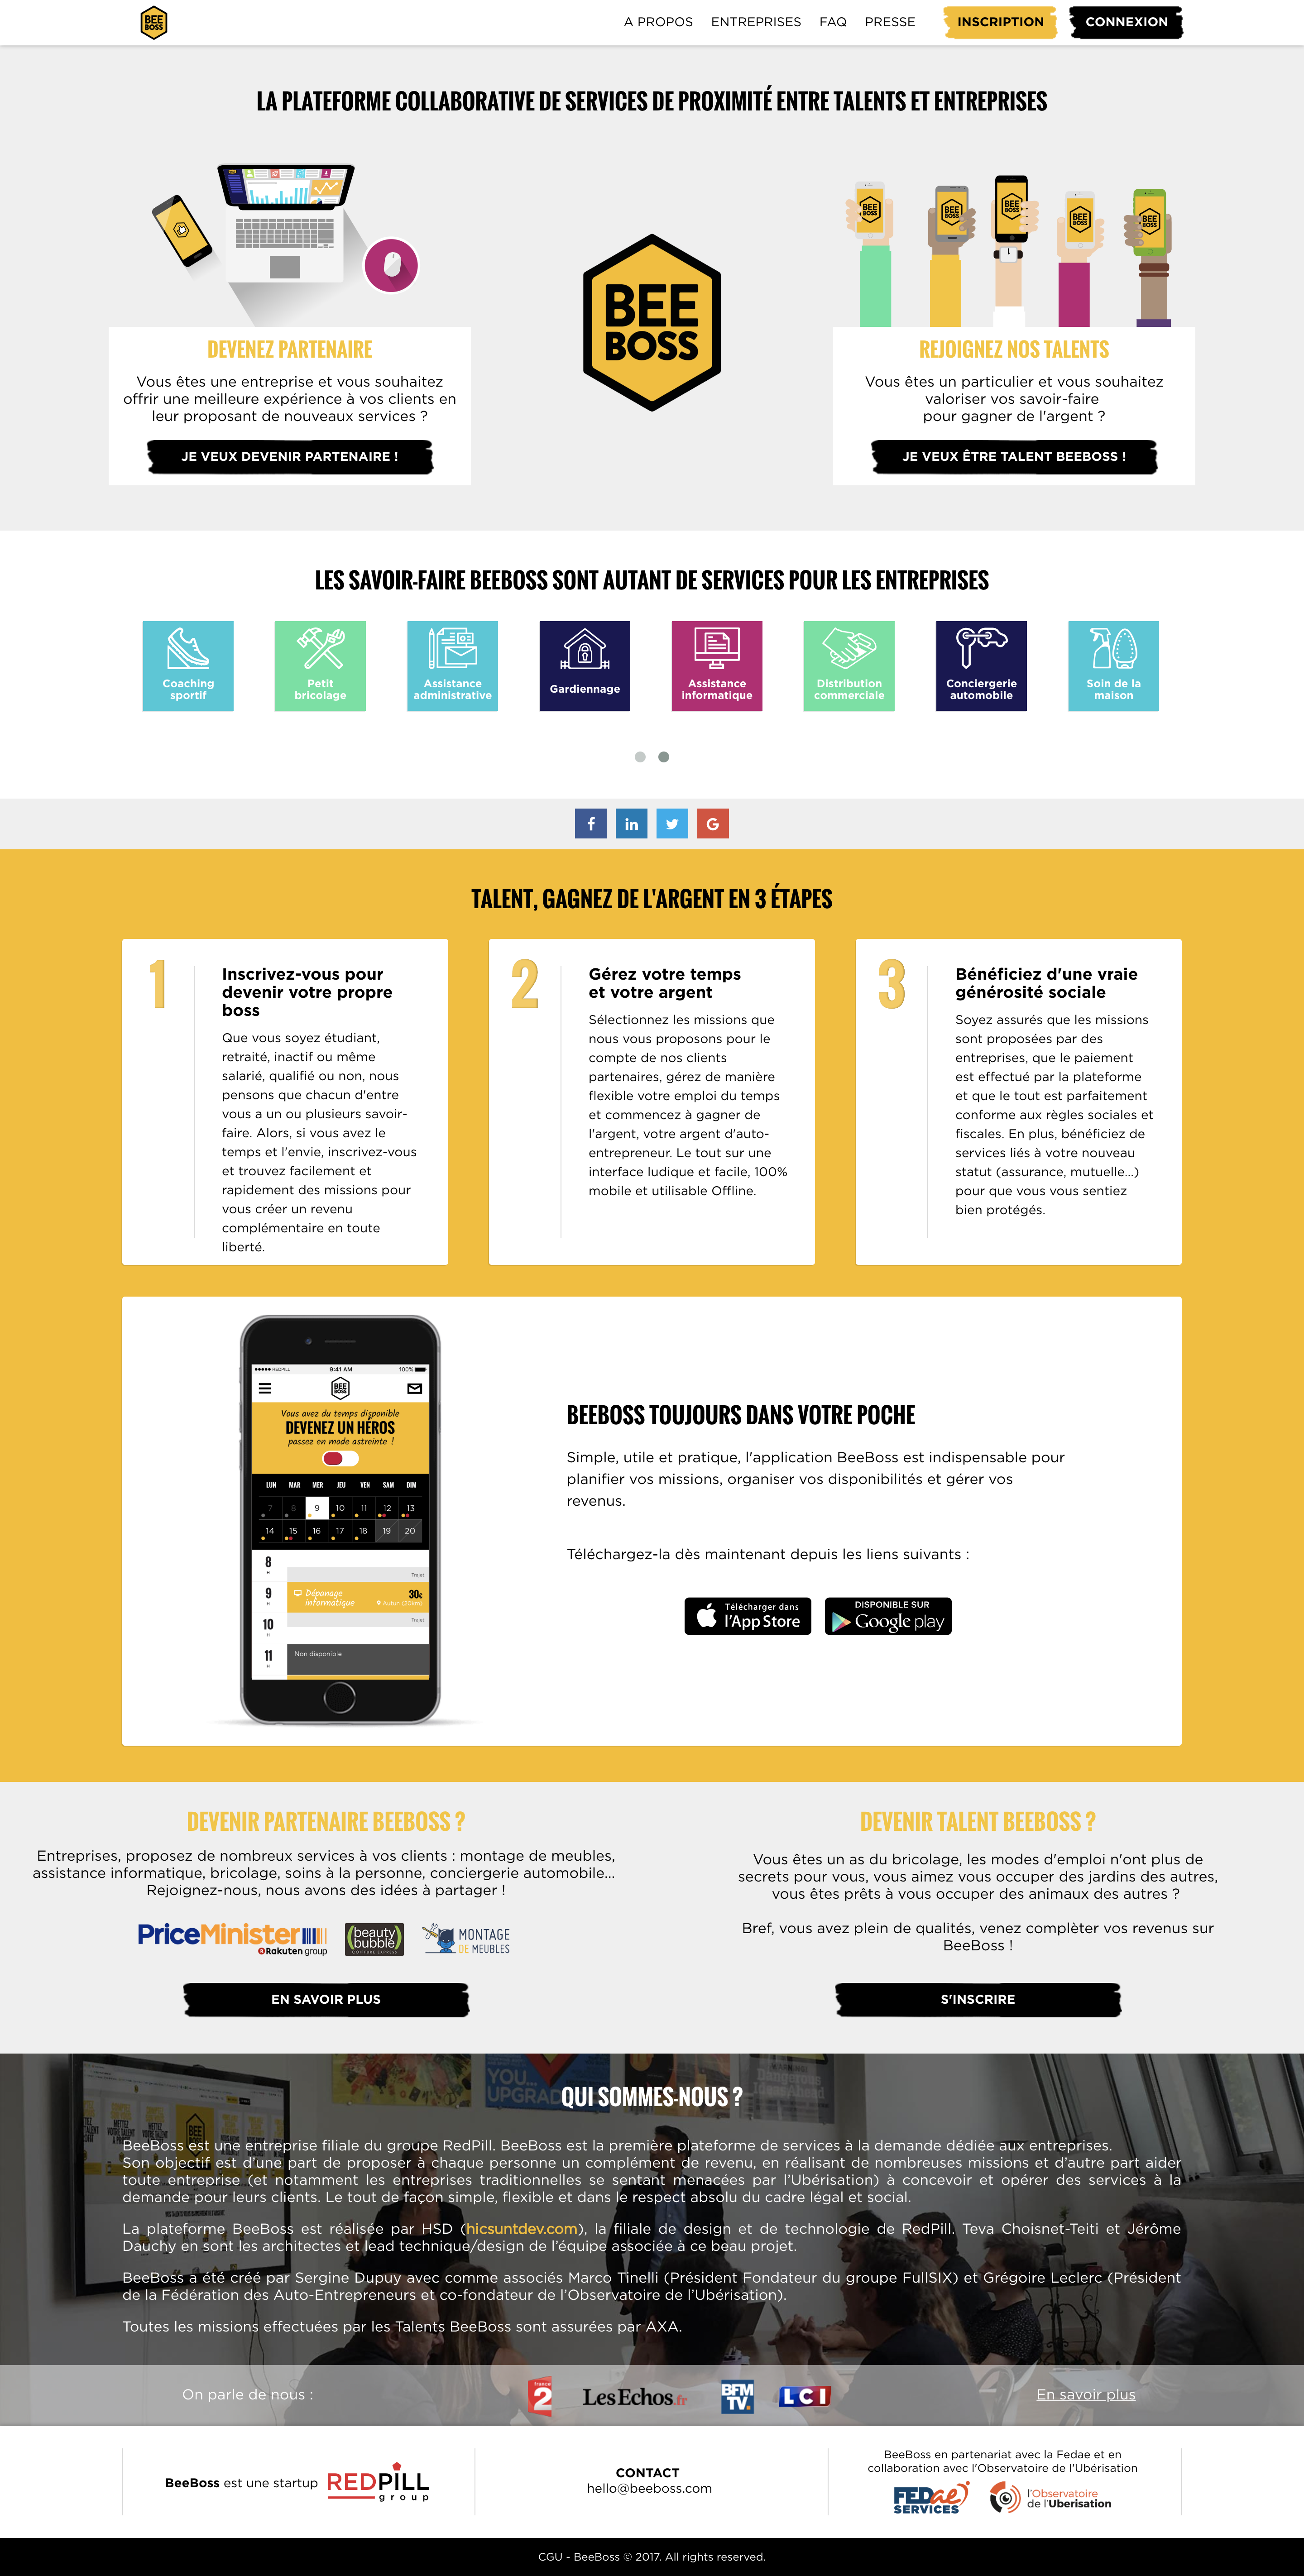 BEE
BOSS
A PROPOS
ENTREPRISES
FAQ
PRESSE
INSCRIPTION
CONNEXION
LA PLATEFORME COLLABORATIVE DE SERVICES DE PROXIMITÉ ENTRE TALENTS ET ENTREPRISES
BEE
BOSS
BEE
BOSS
BEE
BOSS
BEE
BOSS
BEE
BOSS
BEE
BOSS
DEVENEZ PARTENAIRE
Vous êtes une entreprise et vous souhaitez
offrir une meilleure expérience à vos clients en
leur proposant de nouveaux services ?
JE VEUX DEVENIR PARTENAIRE !
REJOIGNEZ NOS TALENTS
Vous êtes un particulier et vous souhaitez
valoriser vos savoir-faire
pour gagner de l'argent ?
JE VEUX ÊTRE TALENT BEEBOSS !
LES SAVOIR-FAIRE BEEBOSS SONT AUTANT DE SERVICES POUR LES ENTREPRISES
Coaching
sportif
Petit
bricolage
Assistance
administrative
Gardiennage
Assistance
informatique
Distribution
commerciale
Conciergerie
automobile
Soin de la
maison
TALENT, GAGNEZ DE L'ARGENT EN 3 ÉTAPES
1
Inscrivez-vous pour
devenir votre propre
boss
Que vous soyez étudiant,
retraité, inactif ou même
salarié, qualifié ou non, nous
pensons que chacun d'entre
vous a un ou plusieurs savoir-
faire. Alors, si vous avez le
temps et l'envie, inscrivez-vous
et trouvez facilement et
rapidement des missions pour
vous créer un revenu
complémentaire en toute
liberté.
2
Gérez votre temps
et votre argent
Sélectionnez les missions que
nous vous proposons pour le
compte de nos clients
partenaires, gérez de manière
flexible votre emploi du temps
et commencez à gagner de
l'argent, votre argent d'auto-
entrepreneur. Le tout sur une
interface ludique et facile, 100%
mobile et utilisable Offline.
3
Bénéficiez d'une vraie
générosité sociale
Soyez assurés que les missions
sont proposées par des
entreprises, que le paiement
est effectué par la plateforme
et que le tout est parfaitement
conforme aux règles sociales et
fiscales. En plus, bénéficiez de
services liés à votre nouveau
statut (assurance, mutuelle...)
pour que vous vous sentiez
bien protégés.
REDPILL 9:41 AM 100%
BEE
BOSS
Vous avez du temps disponible
DEVENEZ UN HÉROS
passez en mode astreinte !
LUN MAR MER JEU VEN SAM DIM
7 8 9 10 11 12 13
14 15 16 17 18 19 20
8
H
Trajet
9
H
Dépanage
informatique
30€
10
H
Trajet
11
H
Non disponible
BEEBOSS TOUJOURS DANS VOTRE POCHE
Simple, utile et pratique, l'application BeeBoss est indispensable pour
planifier vos missions, organiser vos disponibilités et gérer vos
revenus.
Téléchargez-la dès maintenant depuis les liens suivants :
Télécharger dans
l'App Store
DISPONIBLE SUR
Google play
DEVENIR PARTENAIRE BEEBOSS ?
Entreprises, proposez de nombreux services à vos clients : montage de meubles,
assistance informatique, bricolage, soins à la personne, conciergerie automobile...
Rejoignez-nous, nous avons des idées à partager !
PriceMinister
Rakuten group
beauty
bubble
COIFFURE EXPRESS
MONTAGE
DE MEUBLES
EN SAVOIR PLUS
DEVENIR TALENT BEEBOSS ?
Vous êtes un as du bricolage, les modes d'emploi n'ont plus de
secrets pour vous, vous aimez vous occuper des jardins des autres,
vous êtes prêts à vous occuper des animaux des autres ?
Bref, vous avez plein de qualités, venez complèter vos revenus sur
BeeBoss !
S'INSCRIRE
YOU...
UPGRAD
QUI SOMMES-NOUS ?
BeeBoss est une entreprise filiale du groupe RedPill. BeeBoss est la première plateforme de services à la demande dédiée aux entreprises.
Son objectif est d'une part de proposer à chaque personne un complément de revenu, en réalisant de nombreuses missions et d'autre part aider
toute entreprise (et notamment les entreprises traditionnelles se sentant menacées par l'Ubérisation) à concevoir et opérer des services à la
demande pour leurs clients. Le tout de façon simple, flexible et dans le respect absolu du cadre légal et social.
La plateforme BeeBoss est réalisée par HSD (hicsuntdev.com), la filiale de design et de technologie de RedPill. Teva Choisnet-Teiti et Jérôme
Dauchy en sont les architectes et lead technique/design de l'équipe associée à ce beau projet.
BeeBoss a été créé par Sergine Dupuy avec comme associés Marco Tinelli (Président Fondateur du groupe FullSIX) et Grégoire Leclerc (Président
de la Fédération des Auto-Entrepreneurs et co-fondateur de l'Observatoire de l'Ubérisation).
Toutes les missions effectuées par les Talents BeeBoss sont assurées par AXA.
On parle de nous :
france
2
LesEchos.fr
BFM
TV.
LCI
En savoir plus
BeeBoss est une startup
REDPILL
group
CONTACT
hello@beeboss.com
BeeBoss en partenariat avec la Fedae et en
collaboration avec l'Observatoire de l'Ubérisation
FEDae
SERVICES
l'Observatoire
de l'Uberisation
CGU - BeeBoss © 2017. All rights reserved.